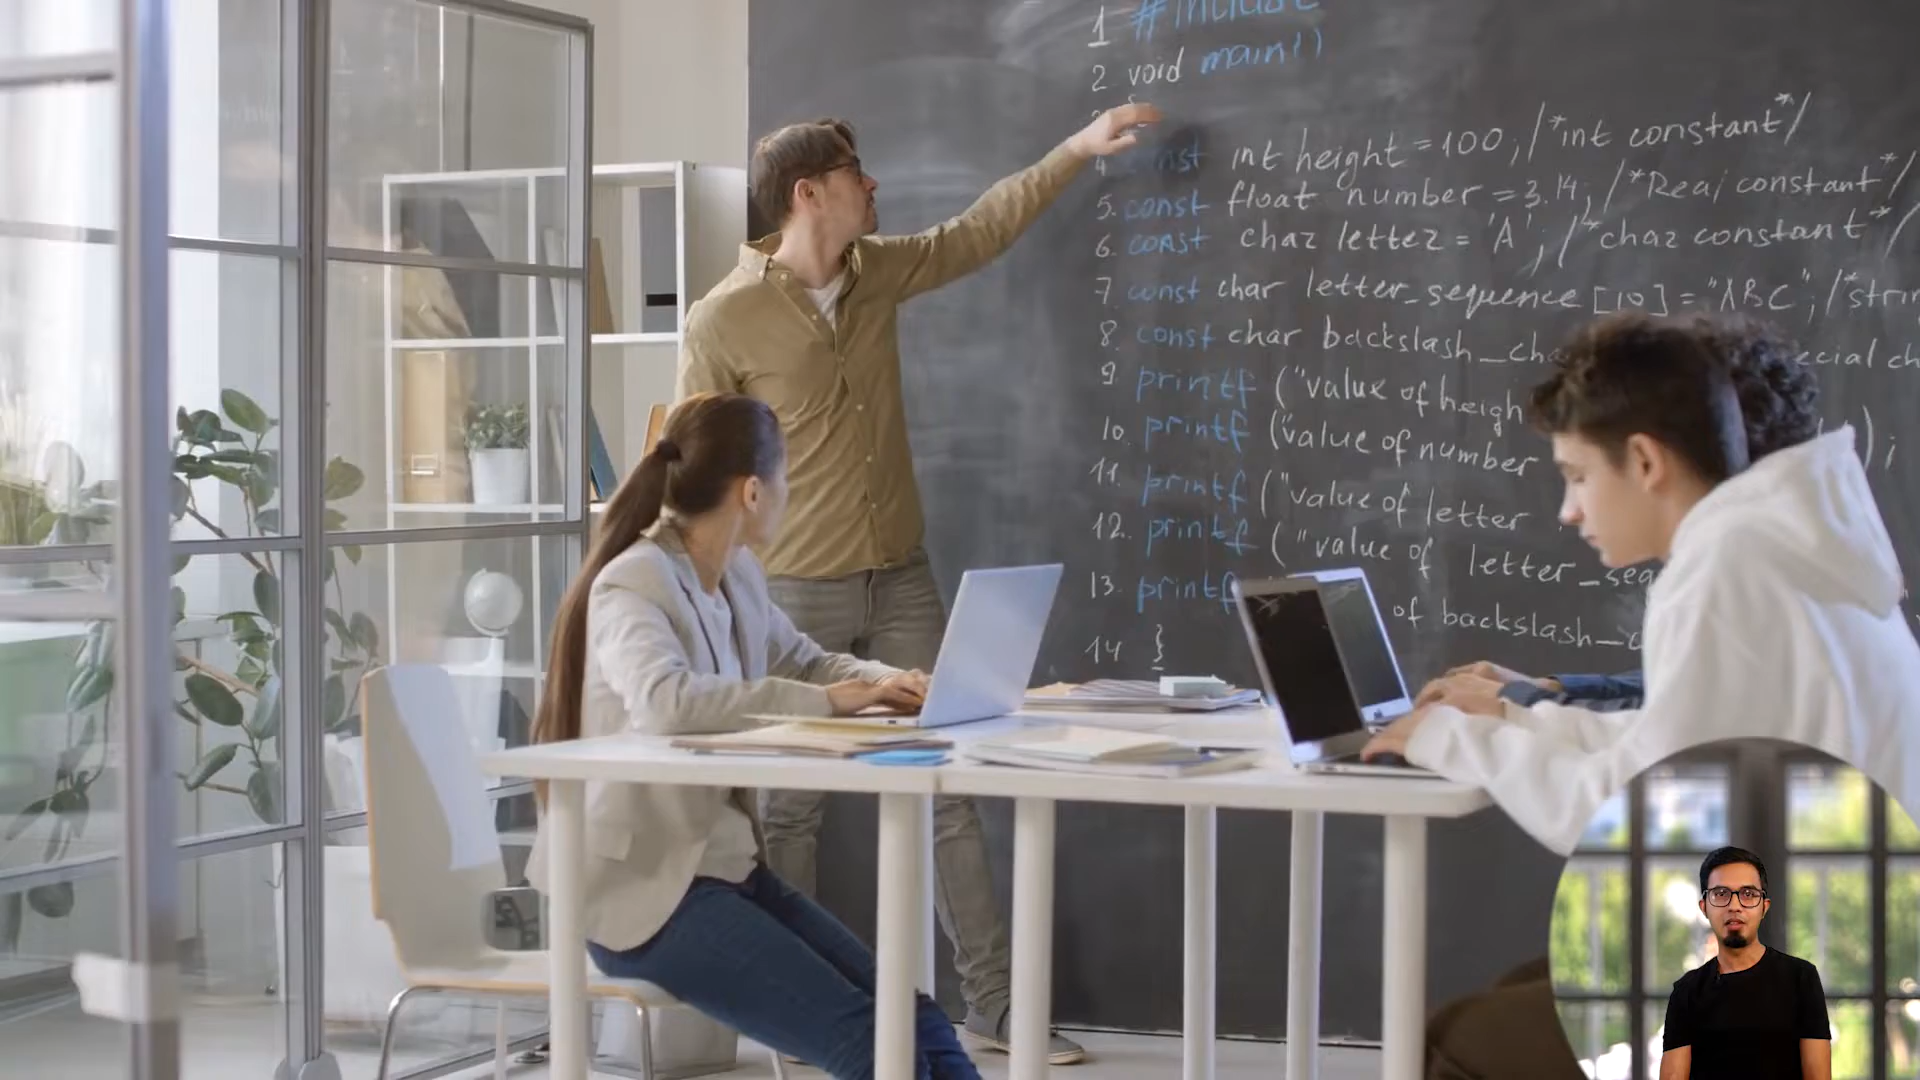 1 #include
2 void main()
4 const int height = 100; /*int constant*/
5. const float number = 3.14; /*Real constant*/
6. const char letter = 'A'; /*char constant*/
7 const char letter_sequence [10] = "ABC"; /*strin
8. const char backslash_cha ecial ch
9. printf ("value of heigh
10. printf ("value of number ) ;
11. printf ("value of letter
12. printf ("value of letter_seq
13. printf of backslash_c
14 }